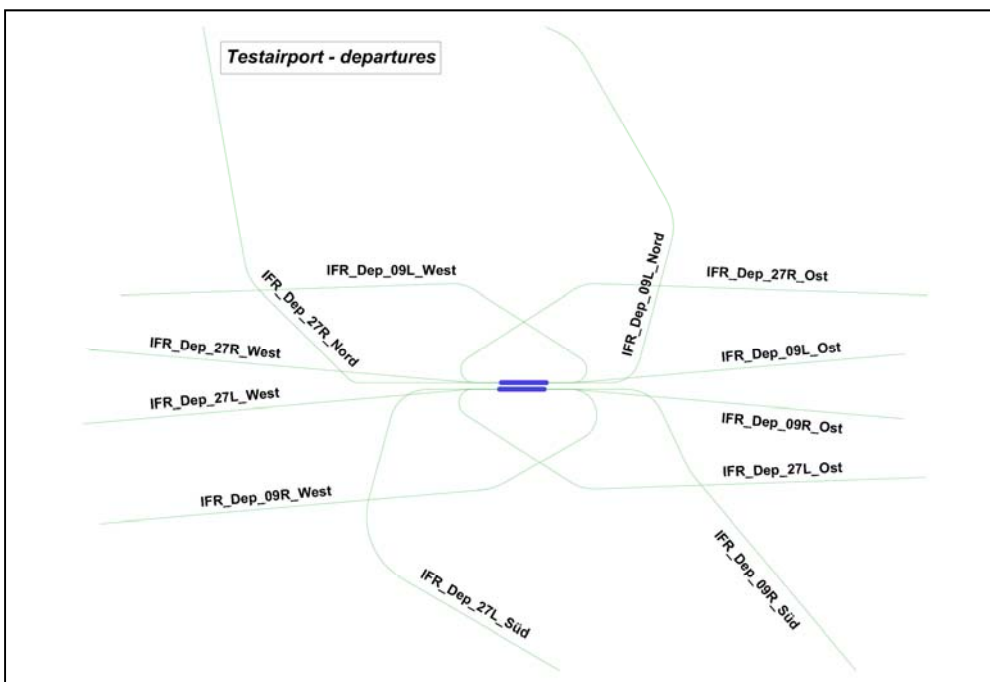 Testairport - departures
IFR_Dep_09L_West
IFR_Dep_27R_Nord
IFR_Dep_09L_Nord
IFR_Dep_27R_Ost
IFR_Dep_27R_West
IFR_Dep_09L_Ost
IFR_Dep_27L_West
IFR_Dep_09R_Ost
IFR_Dep_27L_Ost
IFR_Dep_09R_West
IFR_Dep_09R_Süd
IFR_Dep_27L_Süd